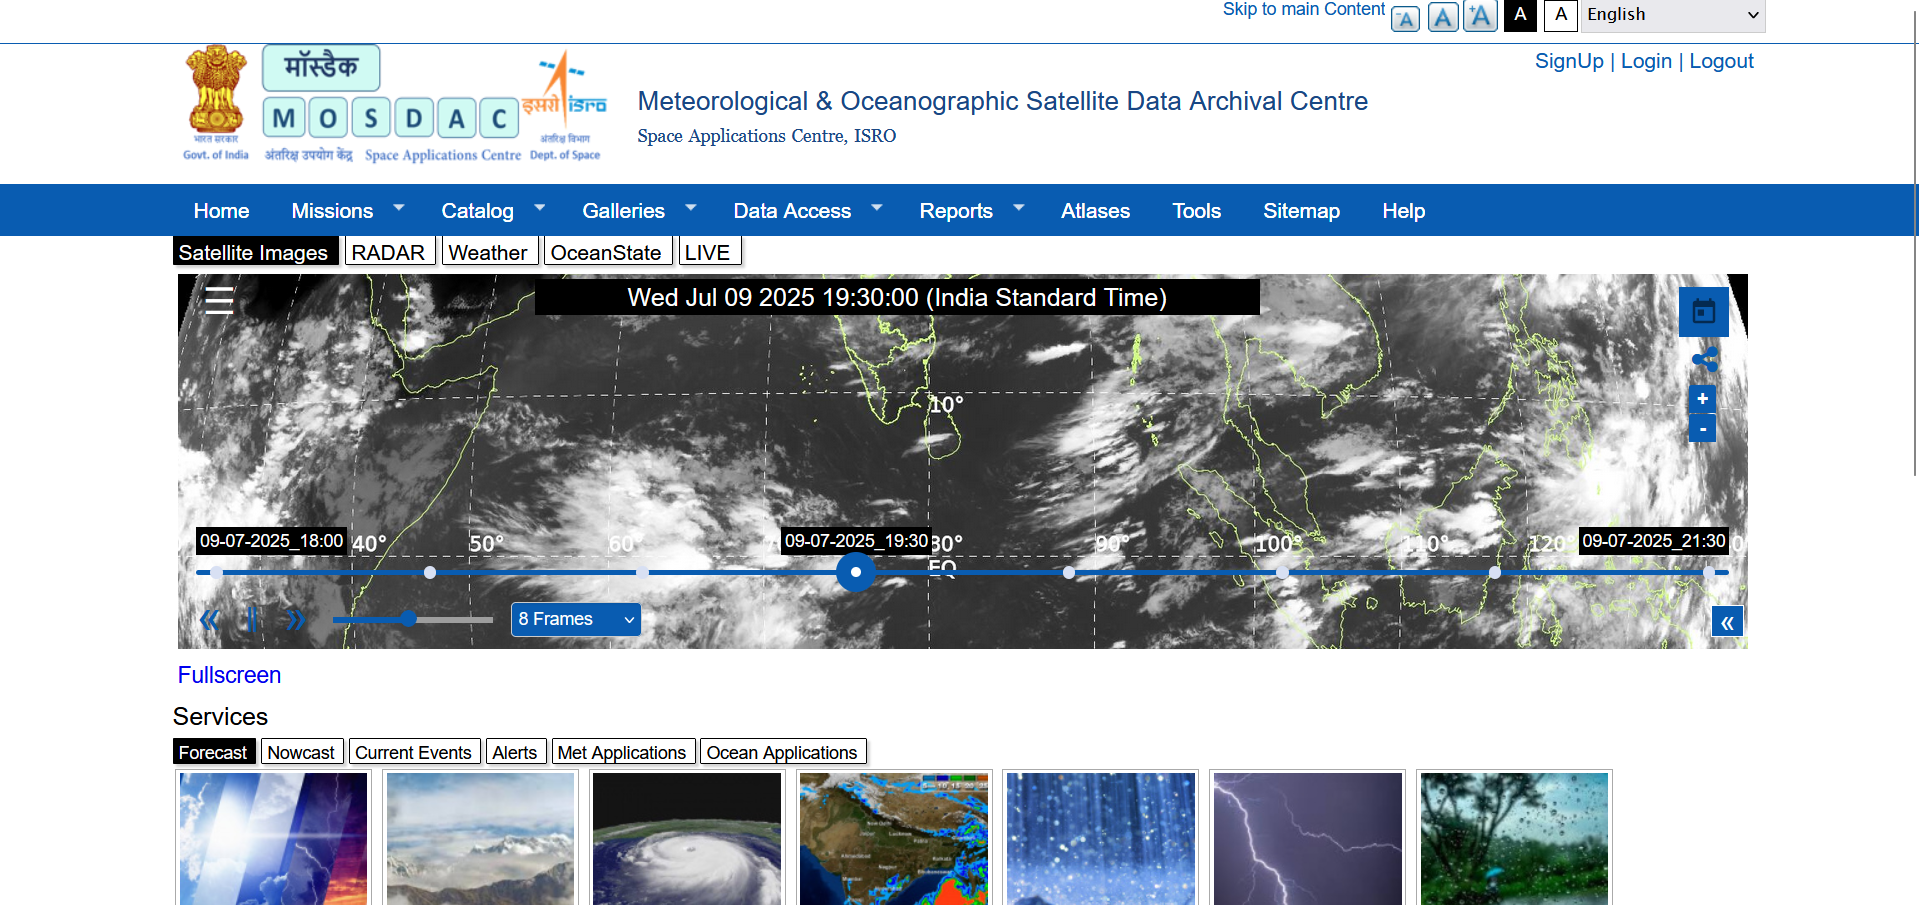 Skip to main Content -A A +A A A English
SignUp | Login | Logout
मॉस्डैक
MOSDAC
इसरो isro
भारत सरकार
Govt. of India
अंतरिक्ष उपयोग केंद्र Space Applications Centre
अंतरिक्ष विभाग
Dept. of Space
Meteorological & Oceanographic Satellite Data Archival Centre
Space Applications Centre, ISRO
Home Missions Catalog Galleries Data Access Reports Atlases Tools Sitemap Help
Satellite Images RADAR Weather OceanState LIVE
Wed Jul 09 2025 19:30:00 (India Standard Time)
+
-
10°
09-07-2025_18:00 40° 50° 60° 09-07-2025_19:30 80° 90° 100° 110° 120° 09-07-2025_21:30
EQ
8 Frames
«
Fullscreen
Services
Forecast Nowcast Current Events Alerts Met Applications Ocean Applications